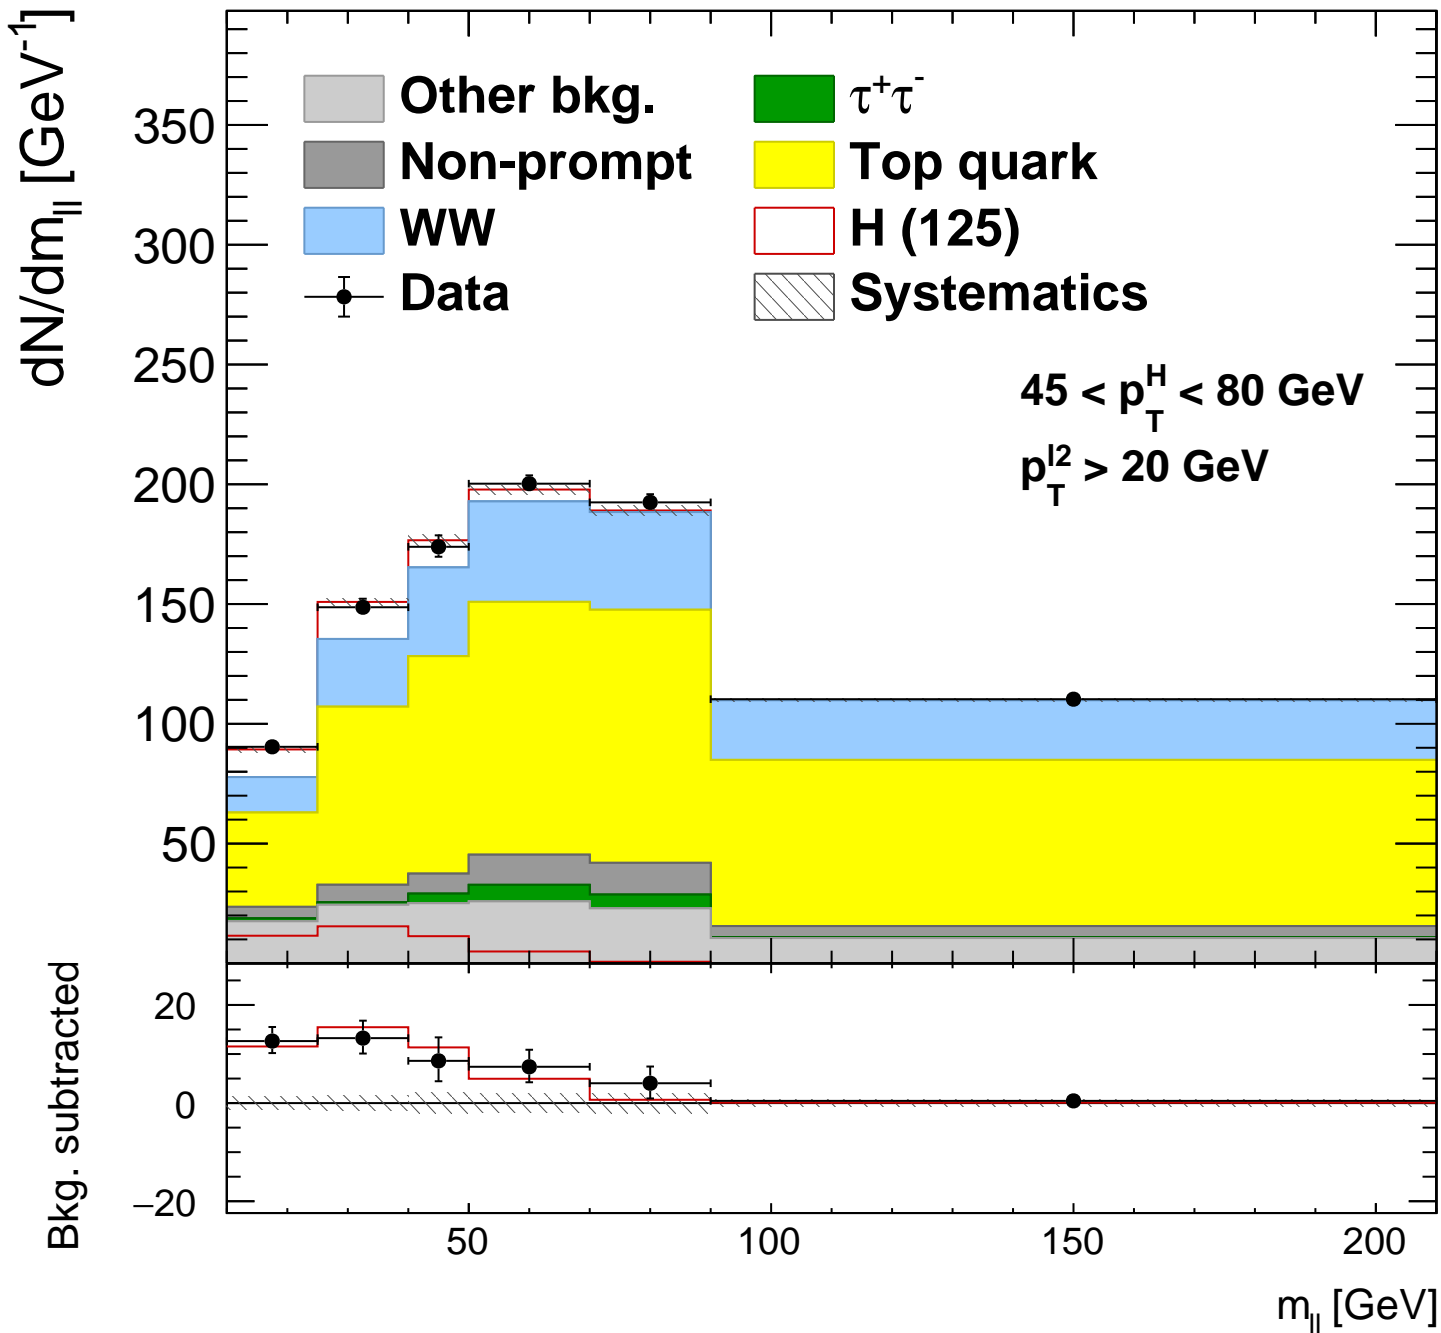 dN/dm_ll [GeV^-1]
350
300
250
200
150
100
50
Other bkg.
τ^+τ^-
Non-prompt
Top quark
WW
H (125)
Data
Systematics
45 < p_T^H < 80 GeV
p_T^l2 > 20 GeV
Bkg. subtracted
20
0
−20
50
100
150
200
m_ll [GeV]